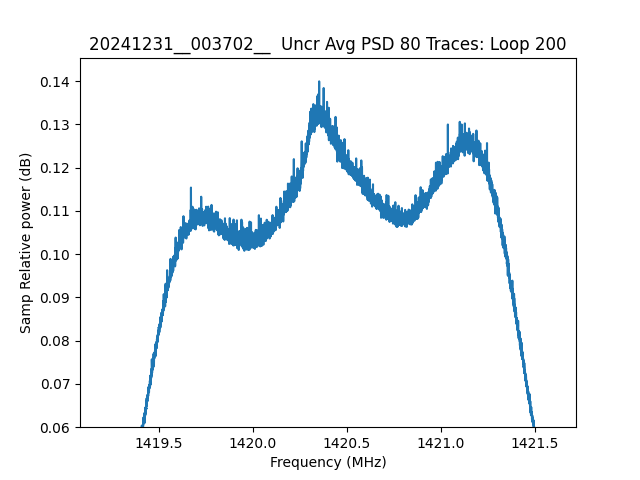 20241231__003702__  Uncr Avg PSD 80 Traces: Loop 200
0.14
0.13
0.12
0.11
0.10
0.09
0.08
0.07
0.06
Samp Relative power (dB)
1419.5 1420.0 1420.5 1421.0 1421.5
Frequency (MHz)